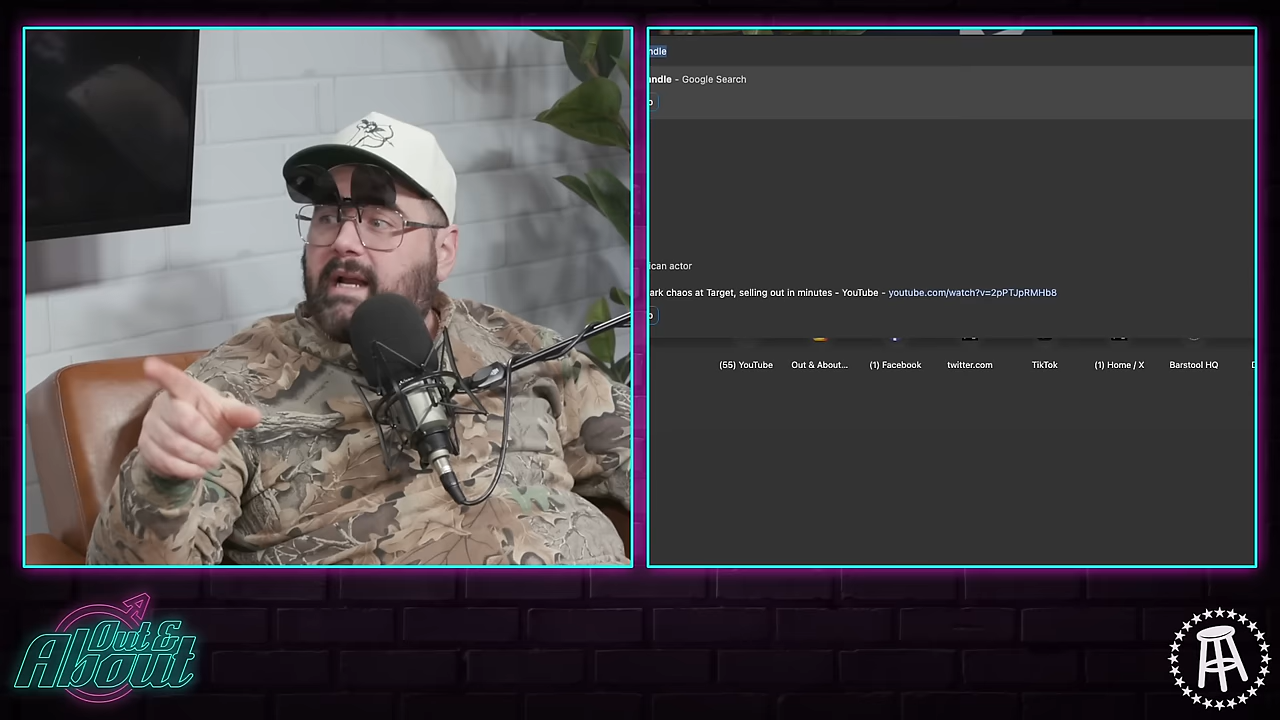 ndle
andle – Google Search
ican actor
ark chaos at Target, selling out in minutes - YouTube – youtube.com/watch?v=2pPTJpRMHb8
(55) YouTube
Out & About...
(1) Facebook
twitter.com
TikTok
(1) Home / X
Barstool HQ
Out &
About